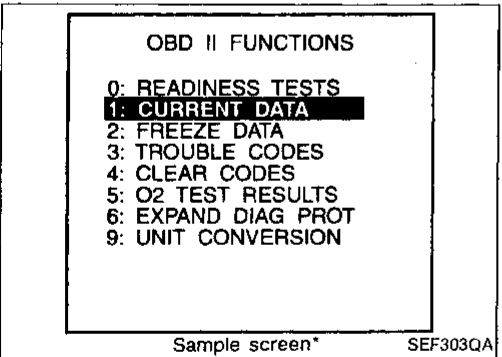 OBD II FUNCTIONS
0: READINESS TESTS
1: CURRENT DATA
2: FREEZE DATA
3: TROUBLE CODES
4: CLEAR CODES
5: O2 TEST RESULTS
6: EXPAND DIAG PROT
9: UNIT CONVERSION
Sample screen* SEF303QA